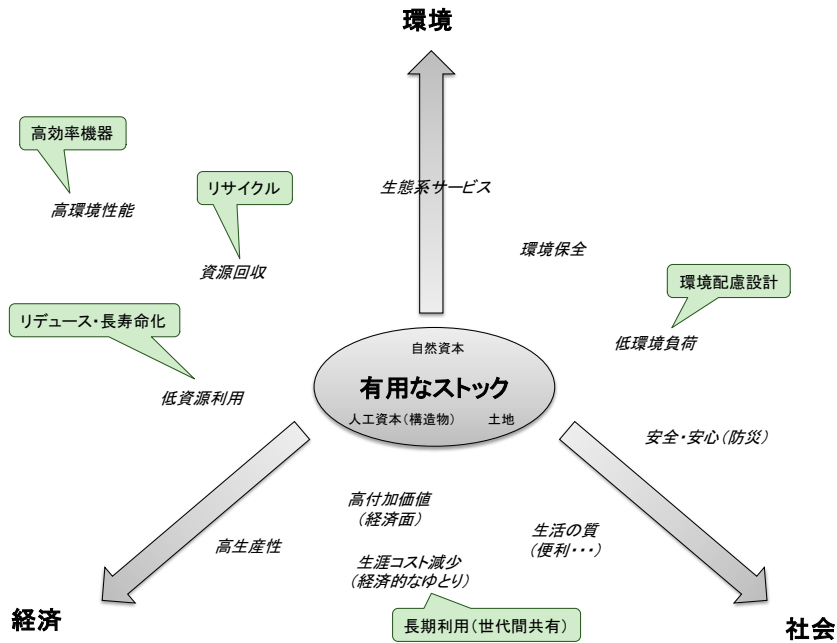 環境
高効率機器
高環境性能
リサイクル
資源回収
生態系サービス
環境保全
環境配慮設計
低環境負荷
リデュース・長寿命化
低資源利用
自然資本
有用なストック
人工資本(構造物)　土地
安全・安心(防災)
高付加価値
(経済面)
高生産性
生活の質
(便利・・・)
生涯コスト減少
(経済的なゆとり)
長期利用(世代間共有)
経済
社会